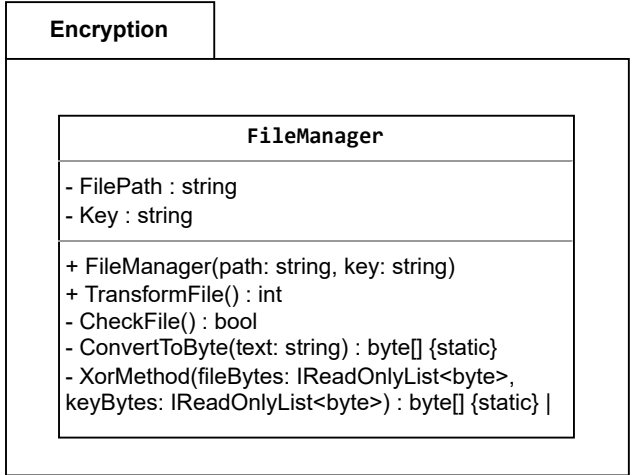 Encryption
FileManager
- FilePath : string
- Key : string
+ FileManager(path: string, key: string)
+ TransformFile() : int
- CheckFile() : bool
- ConvertToByte(text: string) : byte[] {static}
- XorMethod(fileBytes: IReadOnlyList<byte>,
keyBytes: IReadOnlyList<byte>) : byte[] {static} |